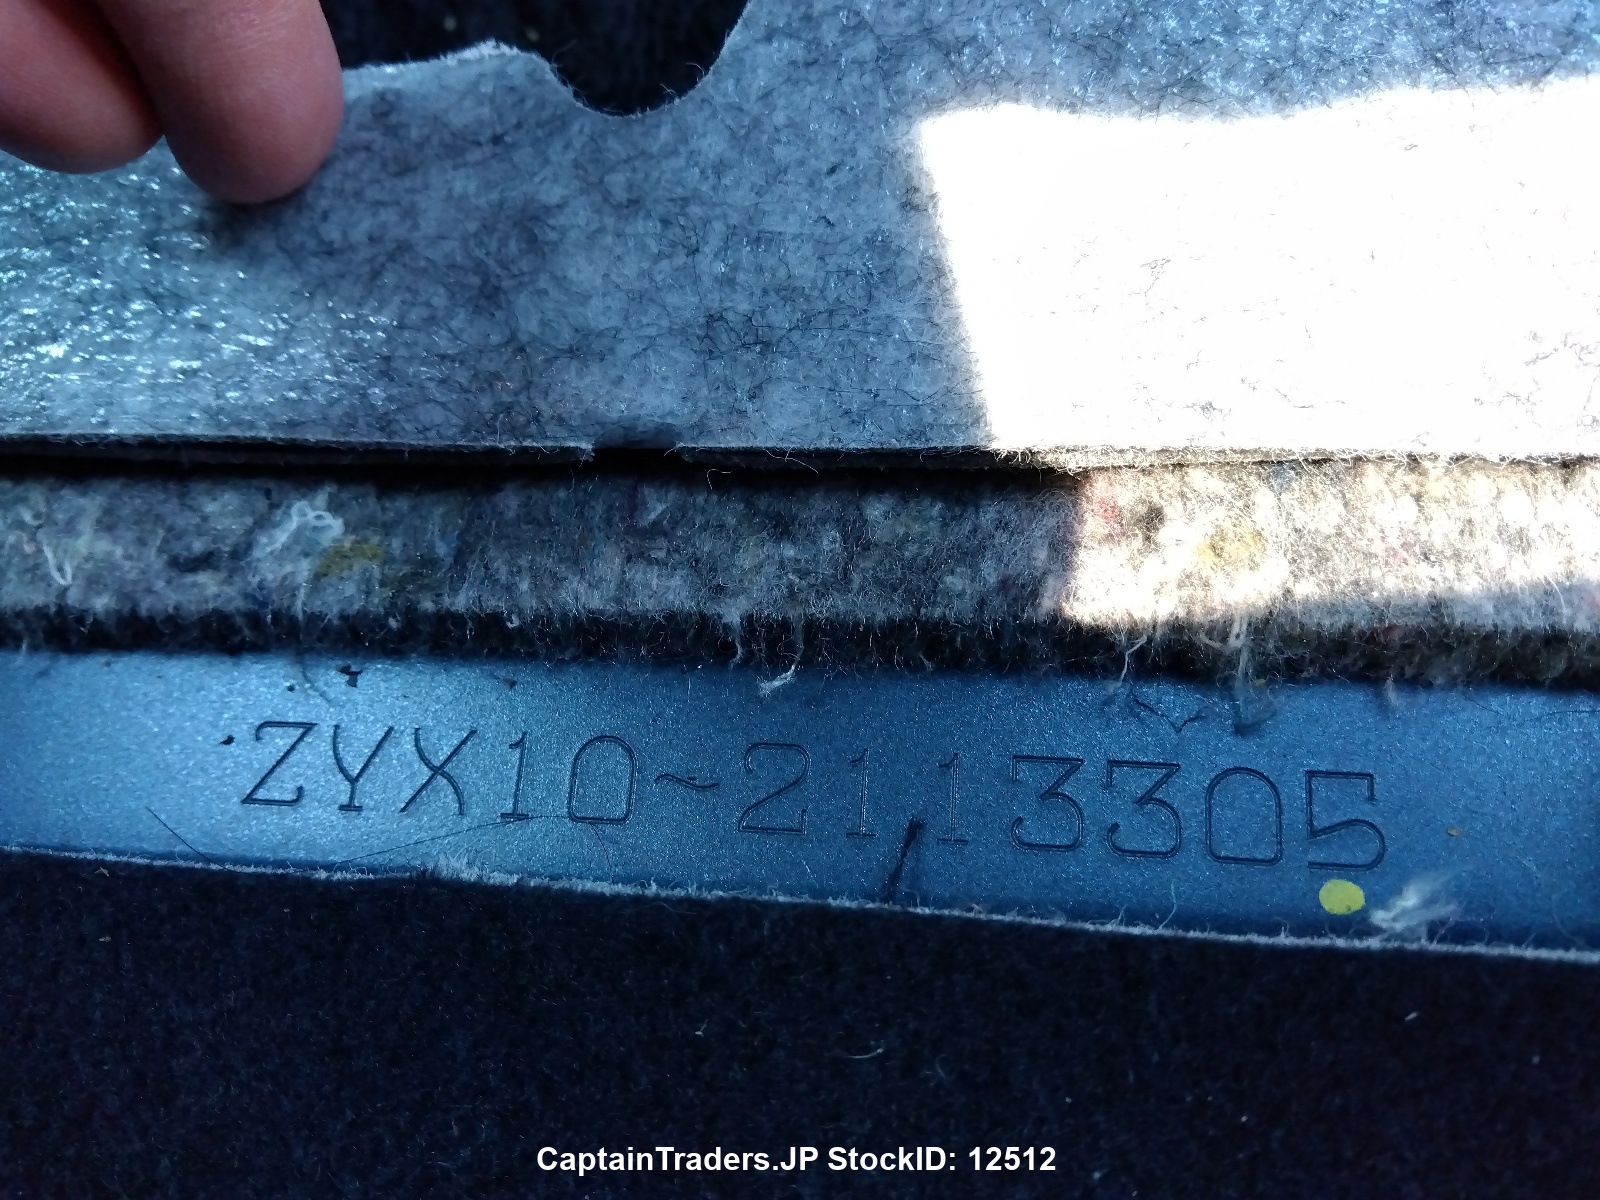 ZYX10-2113305
CaptainTraders.JP StockID: 12512